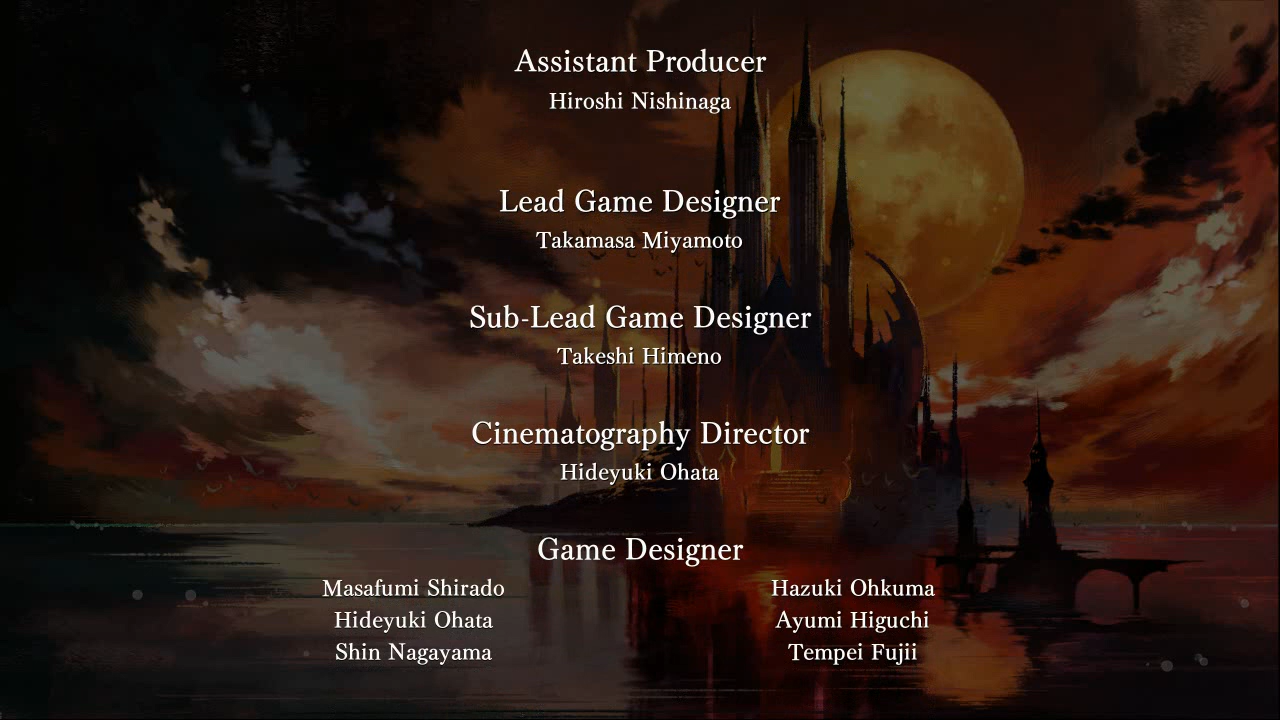 Assistant Producer
Hiroshi Nishinaga
Lead Game Designer
Takamasa Miyamoto
Sub-Lead Game Designer
Takeshi Himeno
Cinematography Director
Hideyuki Ohata
Game Designer
Masafumi Shirado
Hazuki Ohkuma
Hideyuki Ohata
Ayumi Higuchi
Shin Nagayama
Tempei Fujii